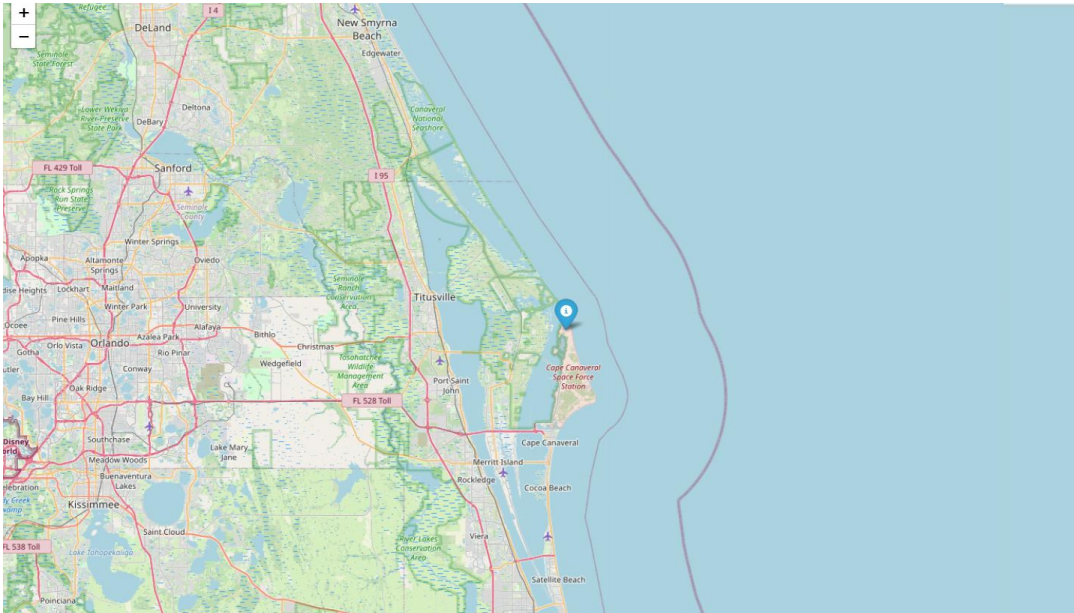 +
−
Refuge
I 4
DeLand
New Smyrna
Beach
Edgewater
Seminole
State Forest
Lower Wekiva
River Preserve
State Park
Deltona
DeBary
Canaveral
National
Seashore
FL 429 Toll
Sanford
I 95
Rock Springs
Run State
Preserve
Seminole
County
Winter Springs
Apopka
Altamonte
Springs
Oviedo
dise Heights
Lockhart
Maitland
Seminole
Ranch
Conservation
Area
Titusville
Winter Park
University
i
Ocoee
Pine Hills
Alafaya
Orlo Vista
Orlando
Azalea Park
Bithlo
Christmas
Gotha
Rio Pinar
Wedgefield
Tosohatchee
Wildlife
Management
Area
Cape Canaveral
Space Force
Station
utler
Conway
Port Saint
John
Oak Ridge
Bay Hill
FL 528 Toll
Disney
orld
Southchase
Lake Mary
Jane
Cape Canaveral
Meadow Woods
Merritt Island
elebration
Buenaventura
Lakes
Rockledge
Cocoa Beach
dy Creek
wamp
Kissimmee
Saint Cloud
Viera
FL 538 Toll
Lake Tohopekaliga
River Lakes
Conservation
Area
Satellite Beach
Poinciana